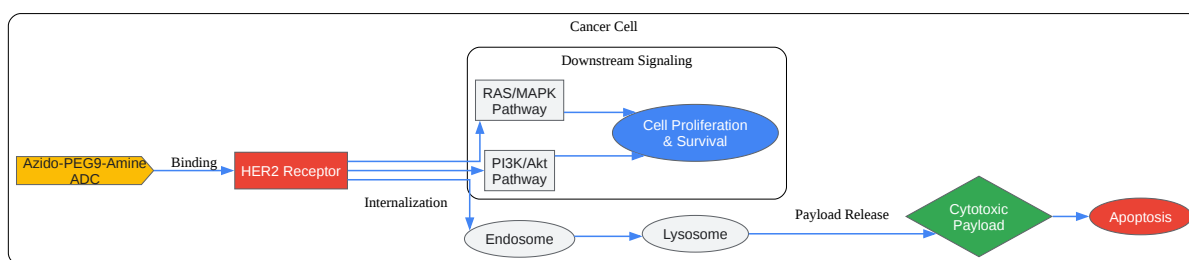 Cancer Cell
Downstream Signaling
RAS/MAPK
Pathway
Cell Proliferation
& Survival
Azido-PEG9-Amine
ADC
Binding
HER2 Receptor
PI3K/Akt
Pathway
Internalization
Endosome
Lysosome
Payload Release
Cytotoxic
Payload
Apoptosis